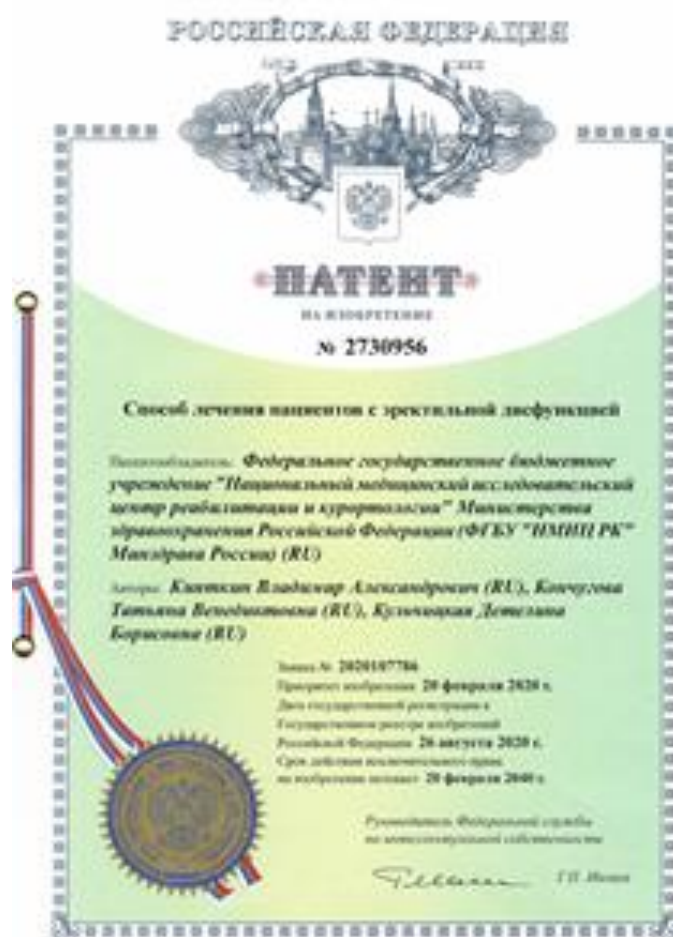 РОССИЙСКАЯ ФЕДЕРАЦИЯ
ПАТЕНТ
НА ИЗОБРЕТЕНИЕ
№ 2730956
Способ лечения пациентов с эректильной дисфункцией
Патентообладатель: Федеральное государственное бюджетное
учреждение "Национальный медицинский исследовательский
центр реабилитации и курортологии" Министерства
здравоохранения Российской Федерации (ФГБУ "НМИЦ РК"
Минздрава России) (RU)
Авторы: Владимир Александрович (RU), Кончугова
Татьяна Венедиктовна (RU), Кульчицкая Детелина
Борисовна (RU)
Заявка № 2020107786
Приоритет изобретения 20 февраля 2020 г.
Дата государственной регистрации в
Государственном реестре изобретений
Российской Федерации 26 августа 2020 г.
Срок действия исключительного права
на изобретение истекает 20 февраля 2040 г.
Руководитель Федеральной службы
по интеллектуальной собственности
Г.П. Ивлиев